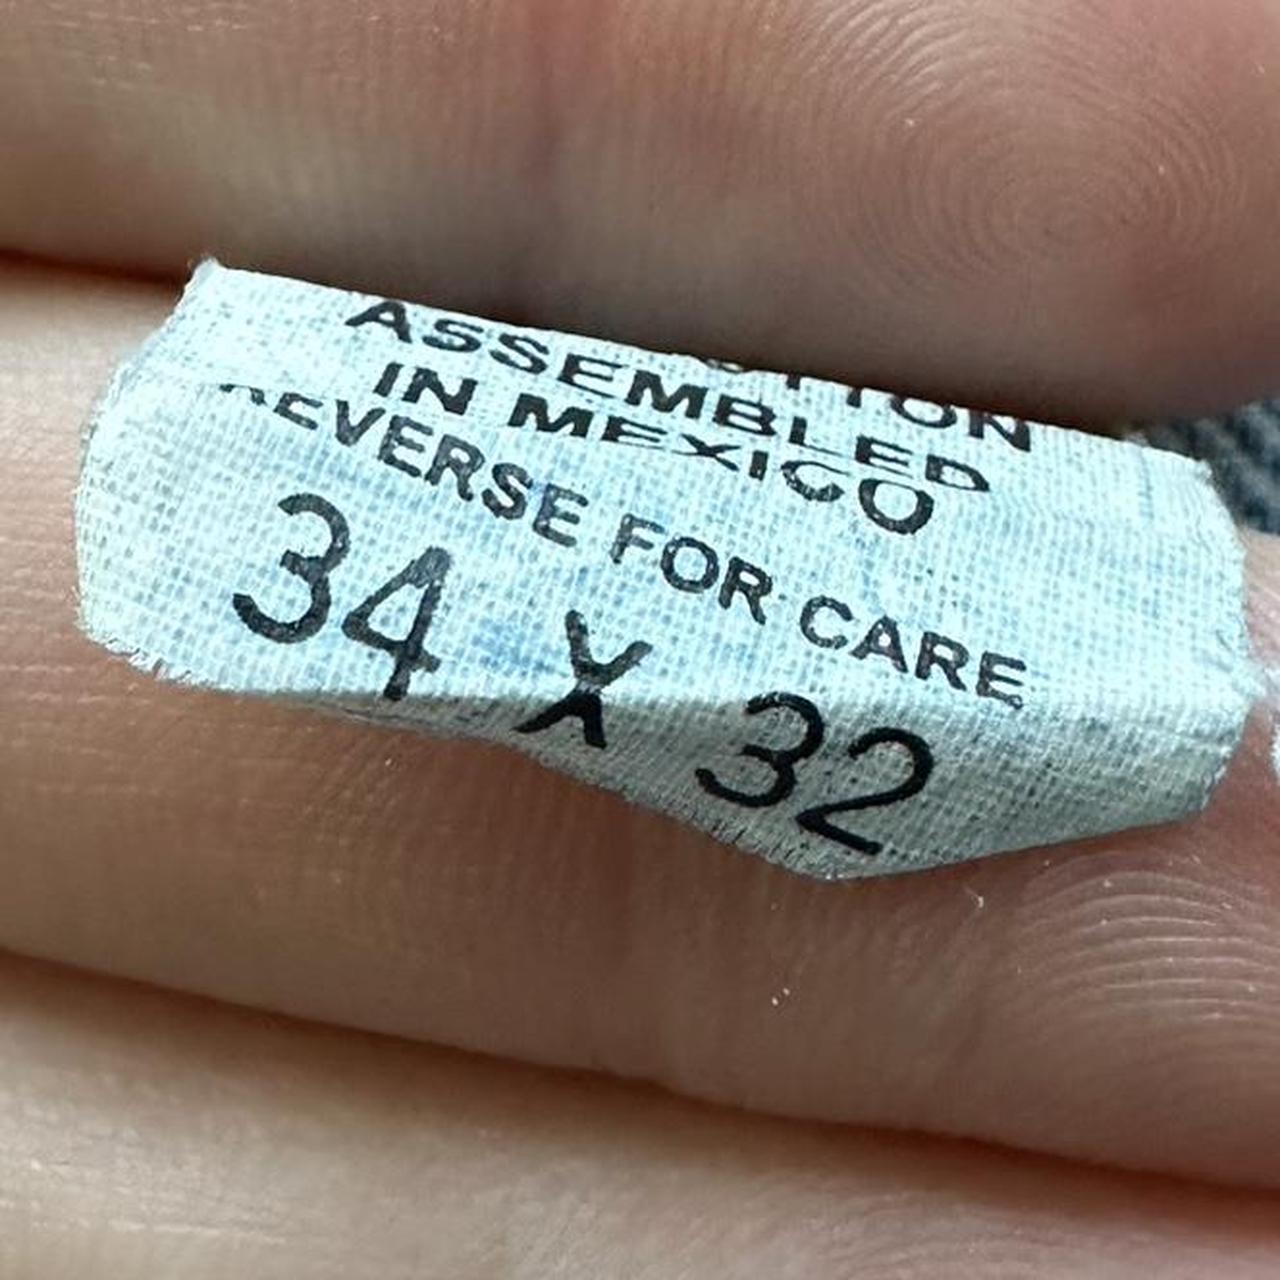 ASSEMBLED
IN MEXICO
REVERSE FOR CARE
34 X 32